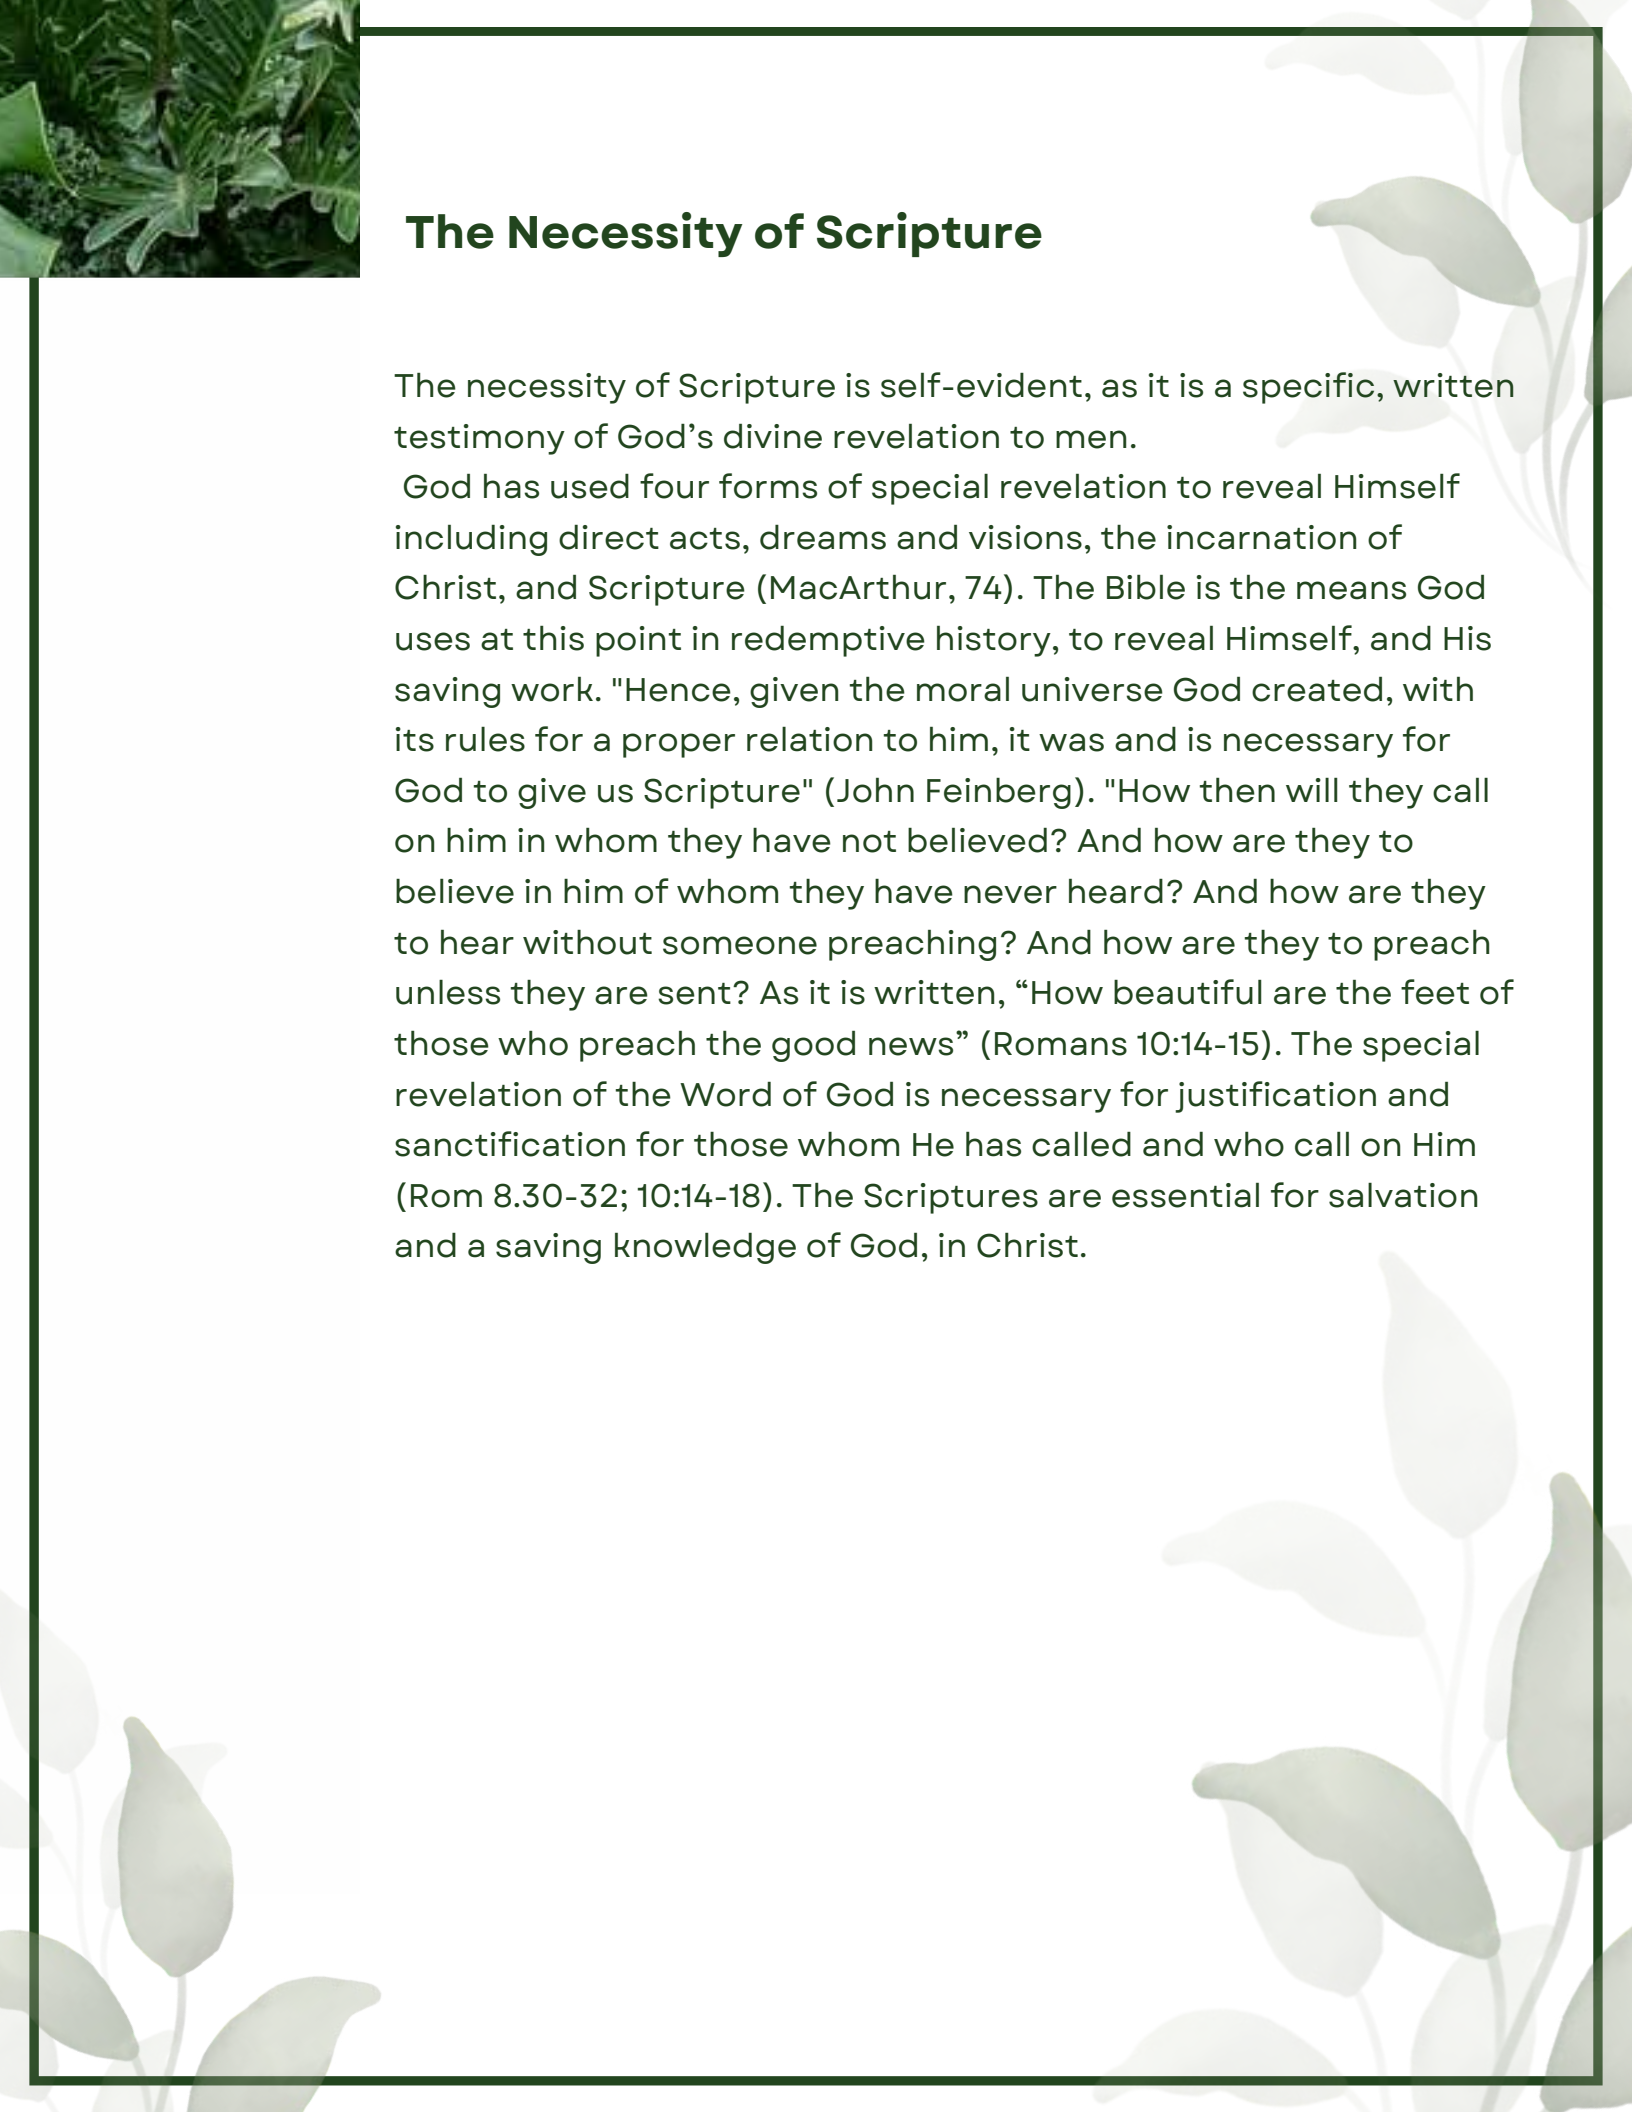 The Necessity of Scripture
The necessity of Scripture is self-evident, as it is a specific, written
testimony of God’s divine revelation to men.
God has used four forms of special revelation to reveal Himself
including direct acts, dreams and visions, the incarnation of
Christ, and Scripture (MacArthur, 74). The Bible is the means God
uses at this point in redemptive history, to reveal Himself, and His
saving work. "Hence, given the moral universe God created, with
its rules for a proper relation to him, it was and is necessary for
God to give us Scripture" (John Feinberg). "How then will they call
on him in whom they have not believed? And how are they to
believe in him of whom they have never heard? And how are they
to hear without someone preaching? And how are they to preach
unless they are sent? As it is written, “How beautiful are the feet of
those who preach the good news” (Romans 10:14-15). The special
revelation of the Word of God is necessary for justification and
sanctification for those whom He has called and who call on Him
(Rom 8.30-32; 10:14-18). The Scriptures are essential for salvation
and a saving knowledge of God, in Christ.